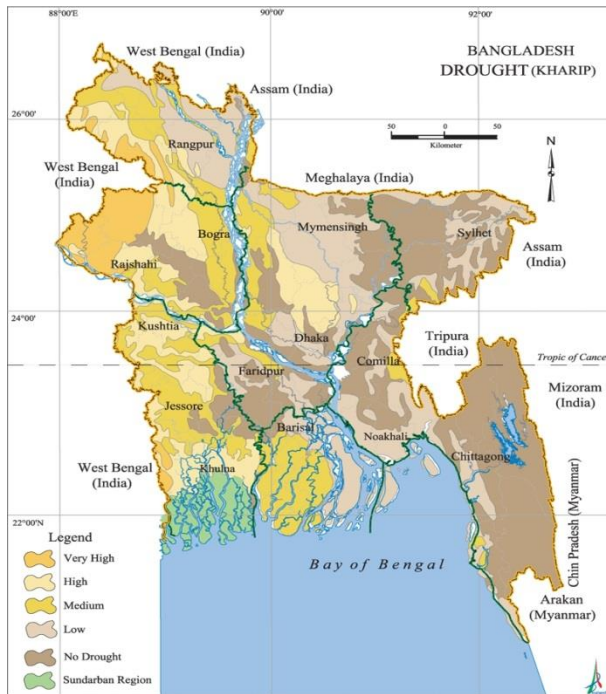 88°00'E
90°00'
92°00'
West Bengal (India)
BANGLADESH
DROUGHT (KHARIP)
Assam (India)
50
0
50
Kilometer
N
26°00'
Rangpur
West Bengal
(India)
Meghalaya (India)
Bogra
Mymensingh
Sylhet
Assam
(India)
Rajshahi
24°00'
Kushtia
Dhaka
Tripura
(India)
Comilla
Tropic of Cance
Faridpur
Mizoram
(India)
Jessore
Barisal
Noakhali
Chittagong
West Bengal
(India)
Khulna
Chin Pradesh (Myanmar)
22°00'N
Legend
Very High
High
Medium
Low
No Drought
Sundarban Region
Bay of Bengal
Arakan
(Myanmar)